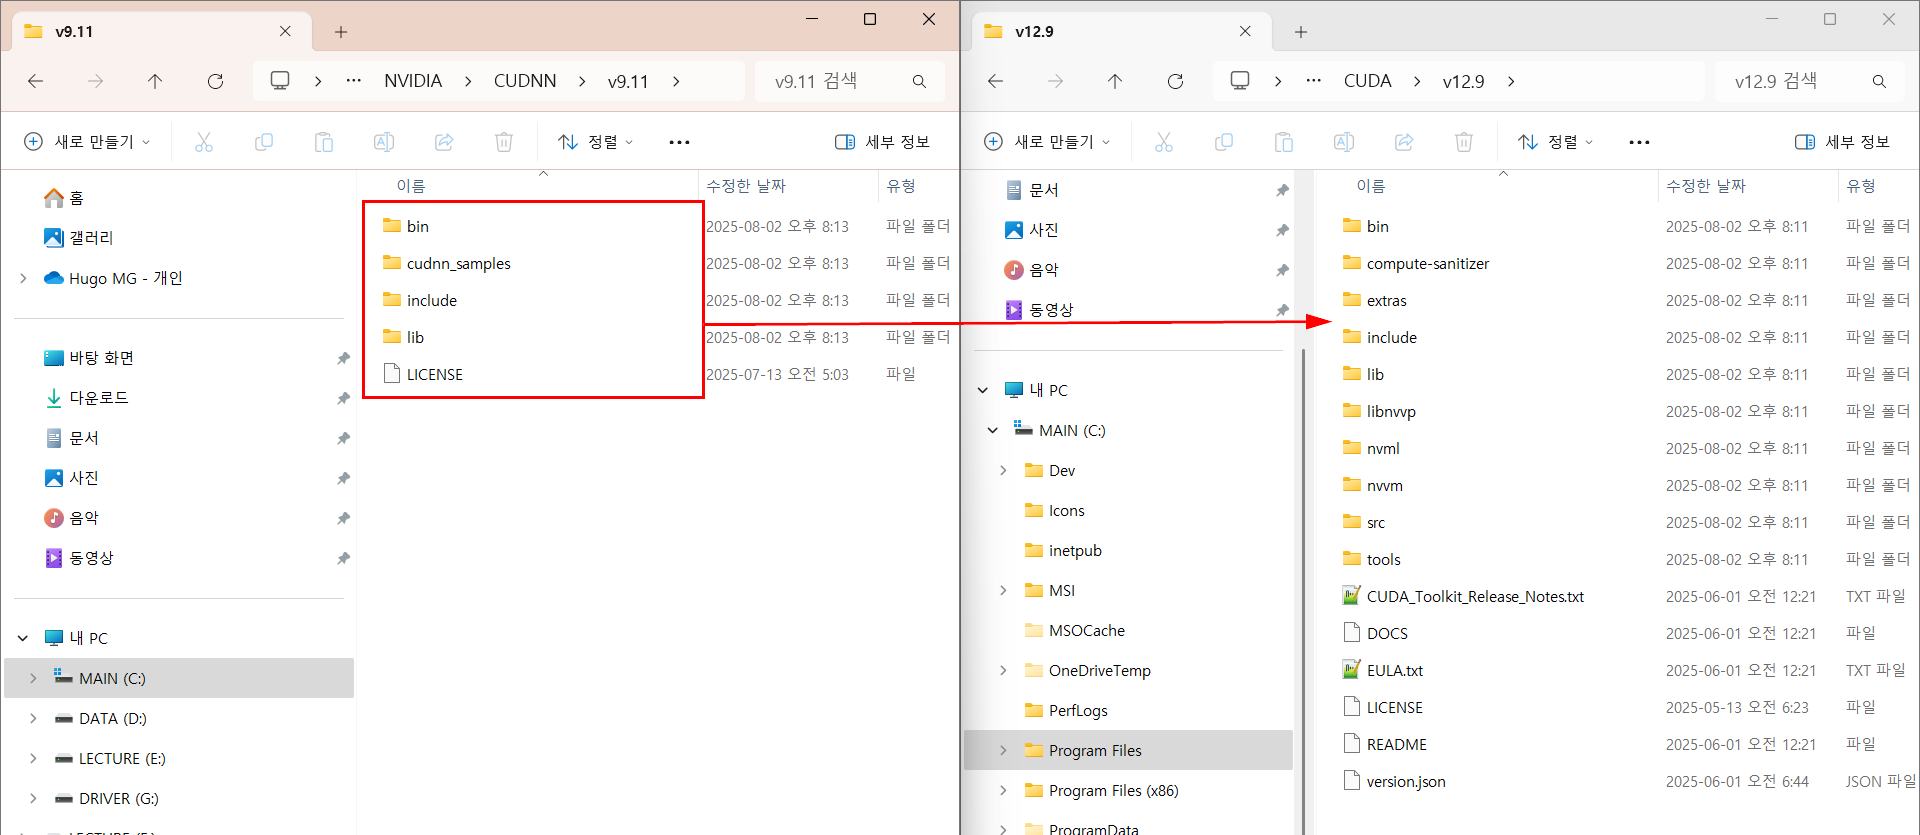 v9.11
NVIDIA CUDNN v9.11
v9.11 검색
새로 만들기
정렬
세부 정보
홈
갤러리
Hugo MG - 개인
바탕 화면
다운로드
문서
사진
음악
동영상
내 PC
MAIN (C:)
DATA (D:)
LECTURE (E:)
DRIVER (G:)
이름 수정한 날짜 유형
bin 2025-08-02 오후 8:13 파일 폴더
cudnn_samples 2025-08-02 오후 8:13 파일 폴더
include 2025-08-02 오후 8:13 파일 폴더
lib 2025-08-02 오후 8:13 파일 폴더
LICENSE 2025-07-13 오전 5:03 파일
v12.9
CUDA v12.9
v12.9 검색
새로 만들기
정렬
세부 정보
문서
사진
음악
동영상
내 PC
MAIN (C:)
Dev
Icons
inetpub
MSI
MSOCache
OneDriveTemp
PerfLogs
Program Files
Program Files (x86)
ProgramData
이름 수정한 날짜 유형
bin 2025-08-02 오후 8:11 파일 폴더
compute-sanitizer 2025-08-02 오후 8:11 파일 폴더
extras 2025-08-02 오후 8:11 파일 폴더
include 2025-08-02 오후 8:11 파일 폴더
lib 2025-08-02 오후 8:11 파일 폴더
libnvvp 2025-08-02 오후 8:11 파일 폴더
nvml 2025-08-02 오후 8:11 파일 폴더
nvvm 2025-08-02 오후 8:11 파일 폴더
src 2025-08-02 오후 8:11 파일 폴더
tools 2025-08-02 오후 8:11 파일 폴더
CUDA_Toolkit_Release_Notes.txt 2025-06-01 오전 12:21 TXT 파일
DOCS 2025-06-01 오전 12:21 파일
EULA.txt 2025-06-01 오전 12:21 TXT 파일
LICENSE 2025-05-13 오전 6:23 파일
README 2025-06-01 오전 12:21 파일
version.json 2025-06-01 오전 6:44 JSON 파일